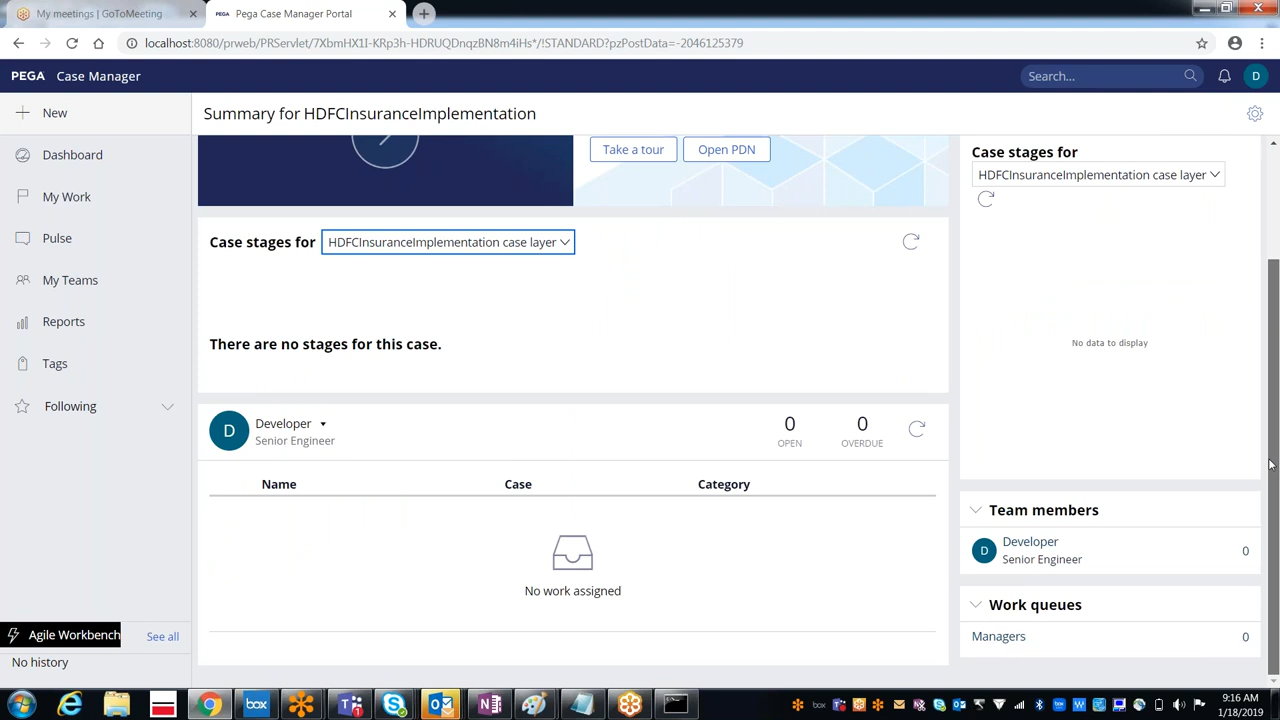 My meetings | GoToMeeting
PEGA Pega Case Manager Portal
localhost:8080/prweb/PRServlet/7XbmHX1I-KRp3h-HDRUQDnqzBN8m4iHs*/!STANDARD?pzPostData=-2046125379
PEGA Case Manager
Search...
D
New
Summary for HDFCInsuranceImplementation
Dashboard
My Work
Pulse
My Teams
Reports
Tags
Following
Take a tour
Open PDN
Case stages for
HDFCInsuranceImplementation case layer
There are no stages for this case.
D
Developer
Senior Engineer
0
OPEN
0
OVERDUE
Name Case Category
No work assigned
Case stages for
HDFCInsuranceImplementation case layer
No data to display
Team members
D
Developer
Senior Engineer
0
Work queues
Managers 0
Agile Workbench
See all
No history
box
box
9:16 AM
1/18/2019